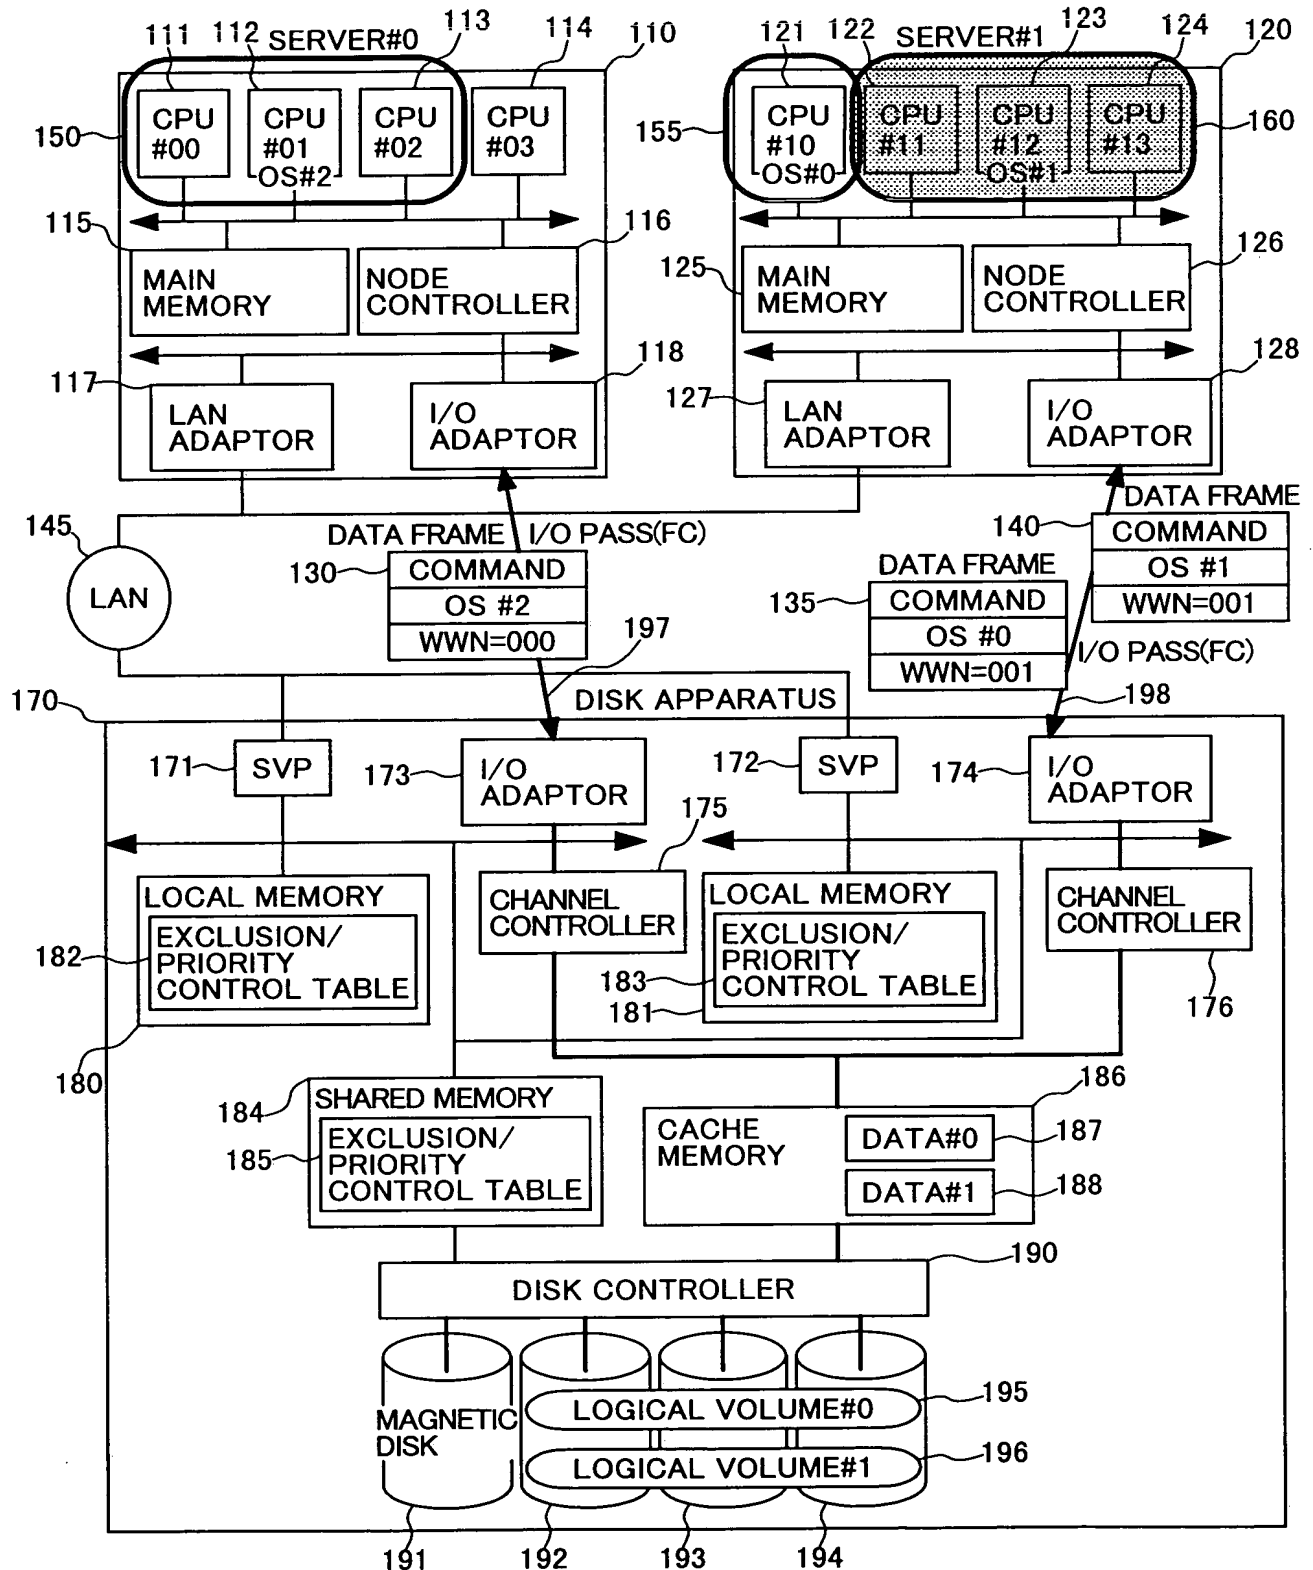 111 112 SERVER#0 113 114 110
121 122 SERVER#1 123 124 120
150
CPU #00
CPU #01
OS#2
CPU #02
CPU #03
155
CPU #10
OS#0
CPU #11
CPU #12
OS#1
CPU #13
160
115
116
MAIN
MEMORY
NODE
CONTROLLER
125
126
MAIN
MEMORY
NODE
CONTROLLER
117
118
LAN
ADAPTOR
I/O
ADAPTOR
127
128
LAN
ADAPTOR
I/O
ADAPTOR
145
LAN
DATA FRAME
I/O PASS(FC)
130
COMMAND
OS #2
WWN=000
197
DATA FRAME
135
COMMAND
OS #0
WWN=001
DATA FRAME
140
COMMAND
OS #1
WWN=001
I/O PASS(FC)
198
170
DISK APPARATUS
171
SVP
173
I/O
ADAPTOR
172
SVP
174
I/O
ADAPTOR
175
LOCAL MEMORY
182
EXCLUSION/
PRIORITY
CONTROL TABLE
180
CHANNEL
CONTROLLER
LOCAL MEMORY
EXCLUSION/
PRIORITY
183
CONTROL TABLE
181
CHANNEL
CONTROLLER
176
184
SHARED MEMORY
185
EXCLUSION/
PRIORITY
CONTROL TABLE
186
CACHE
MEMORY
DATA#0
187
DATA#1
188
190
DISK CONTROLLER
MAGNETIC
DISK
LOGICAL VOLUME#0
195
LOGICAL VOLUME#1
196
191 192 193 194